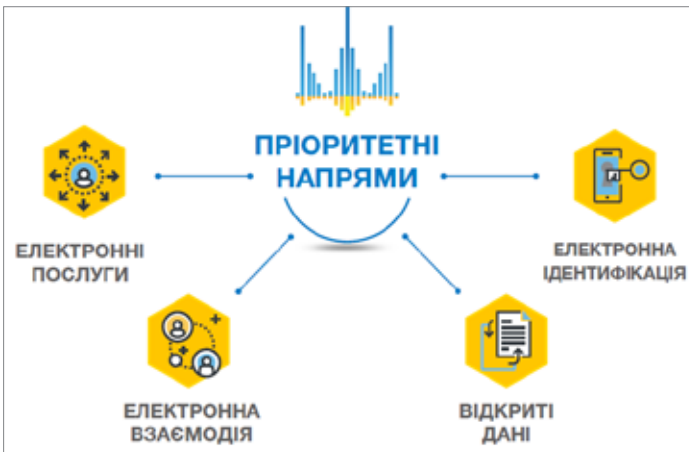 ПРІОРИТЕТНІ
НАПРЯМИ
ЕЛЕКТРОННІ
ПОСЛУГИ
ЕЛЕКТРОННА
ІДЕНТИФІКАЦІЯ
ЕЛЕКТРОННА
ВЗАЄМОДІЯ
ВІДКРИТІ
ДАНІ